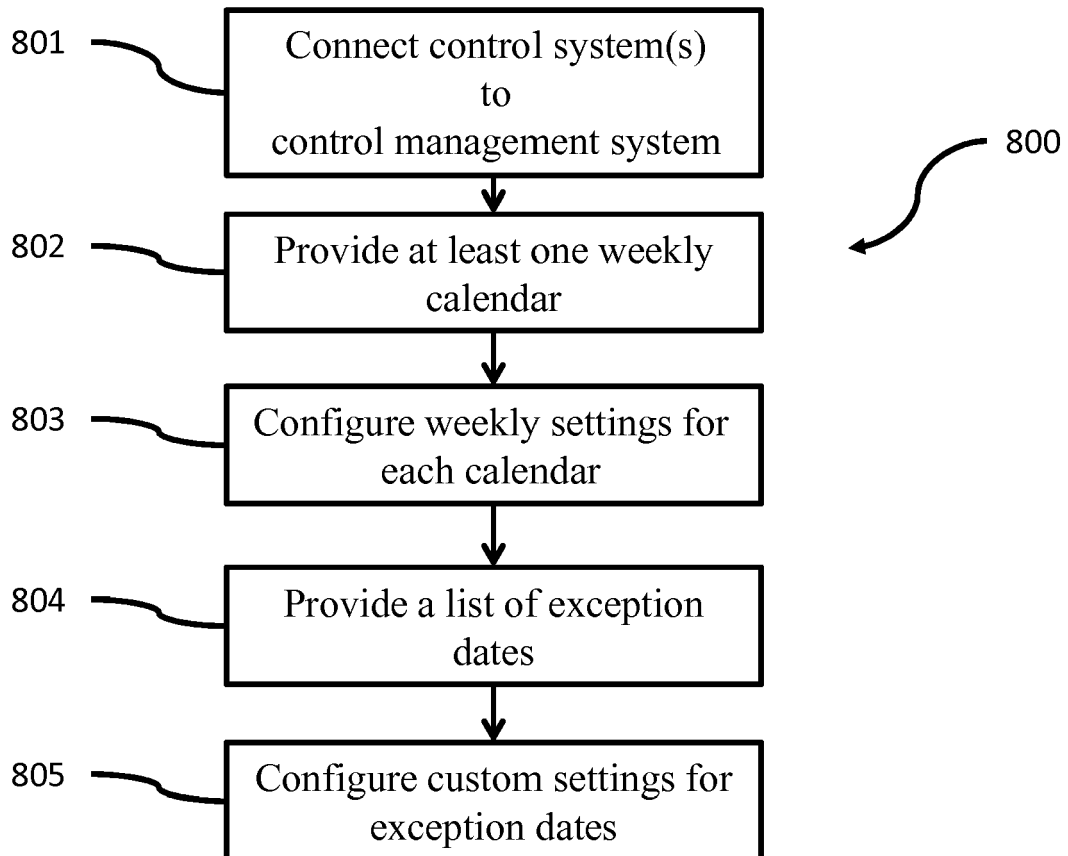 801
Connect control system(s)
to
control management system
800
802
Provide at least one weekly
calendar
803
Configure weekly settings for
each calendar
804
Provide a list of exception
dates
805
Configure custom settings for
exception dates